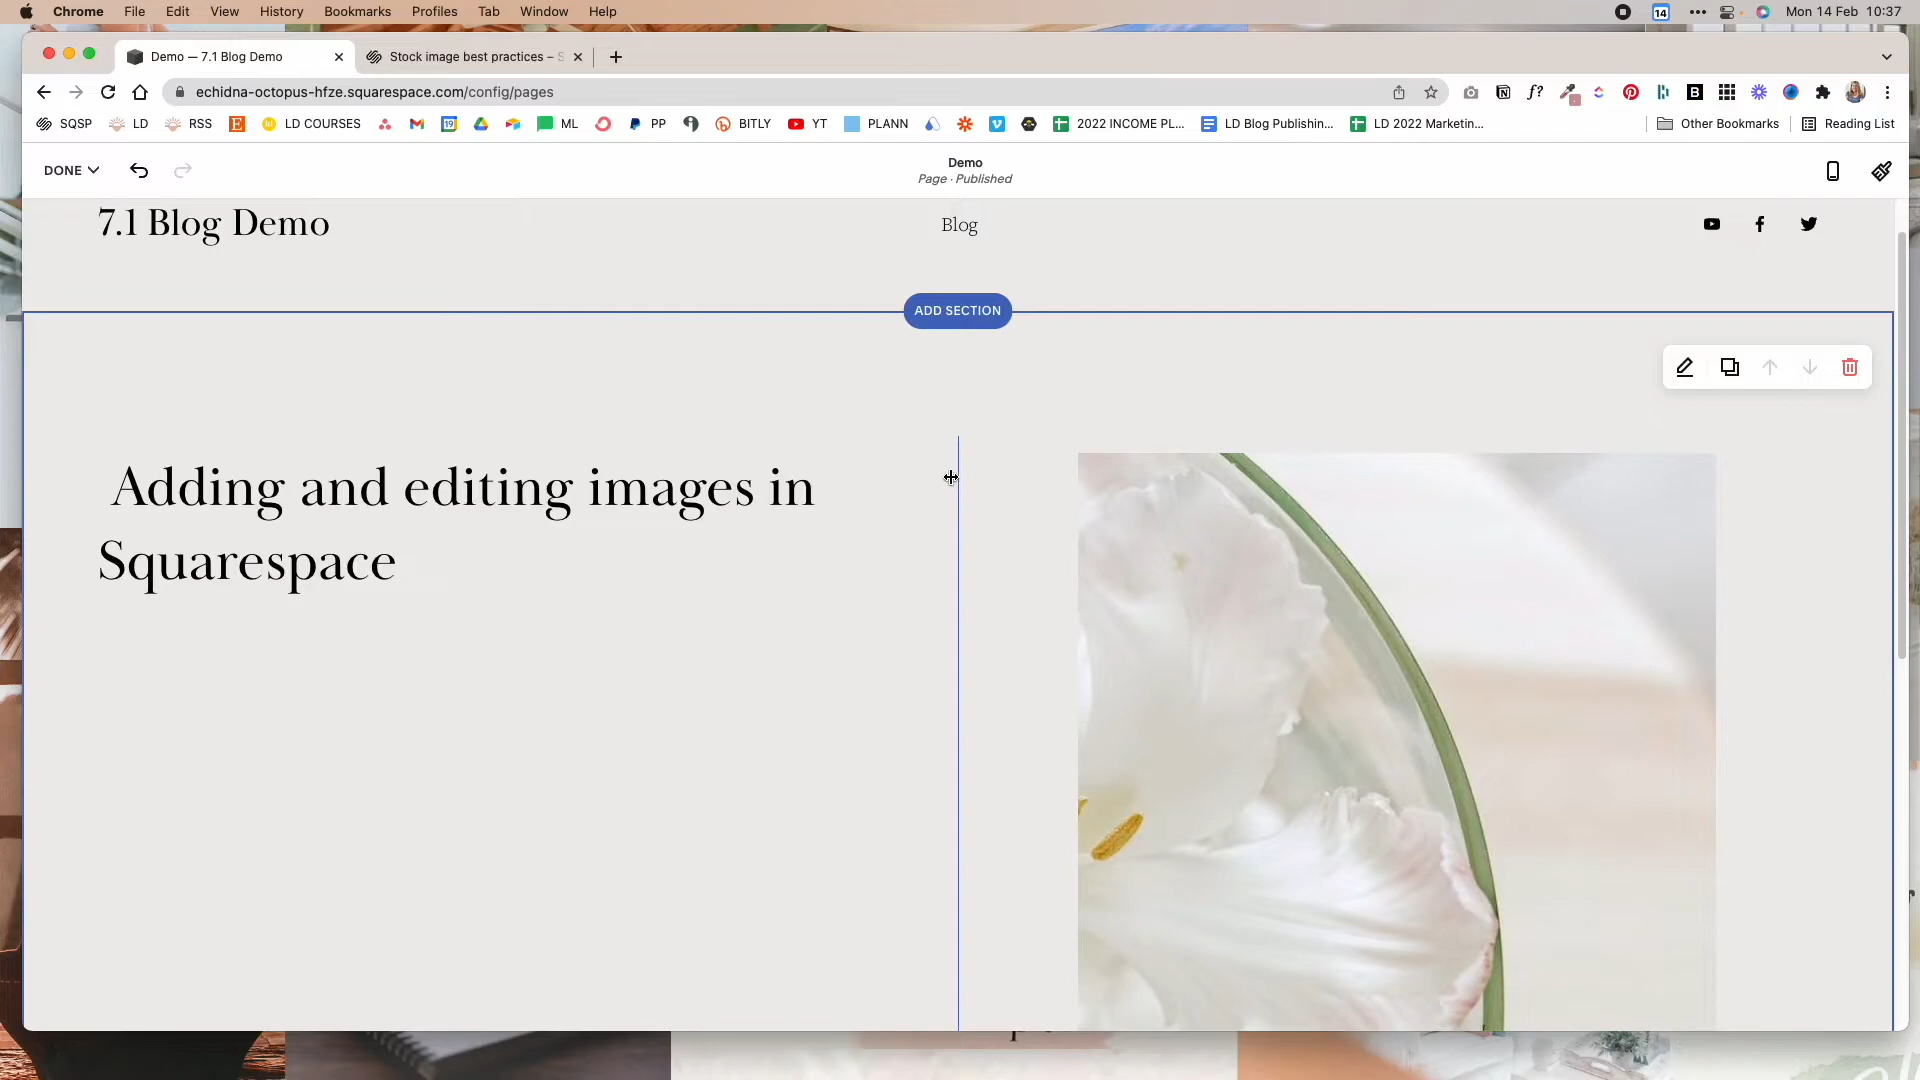 Chrome File Edit View History Bookmarks Profiles Tab Window Help 14 Mon 14 Feb 10:37
Demo — 7.1 Blog Demo Stock image best practices – S
echidna-octopus-hfze.squarespace.com/config/pages
SQSP LD RSS LD COURSES 19 ML PP BITLY YT PLANN 2022 INCOME PL... LD Blog Publishin... LD 2022 Marketin... Other Bookmarks Reading List
DONE
Demo
Page · Published
7.1 Blog Demo Blog
ADD SECTION
Adding and editing images in
Squarespace